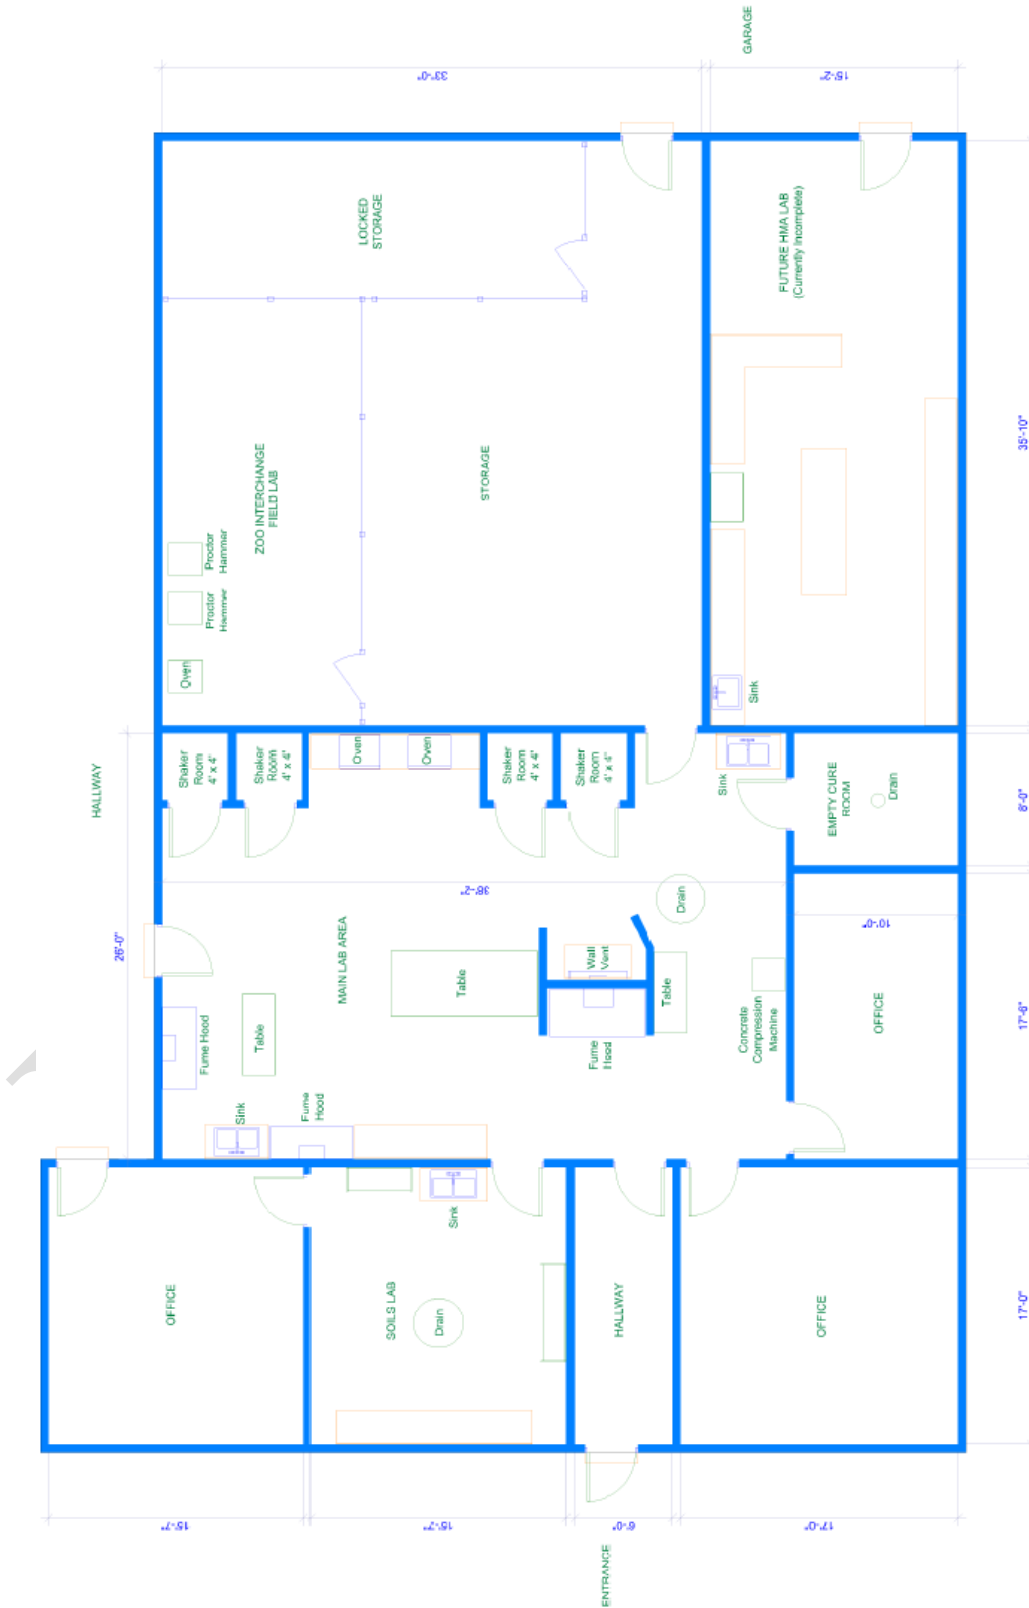 GARAGE
33'-0"
15'-2"
LOCKED
STORAGE
FUTURE HMA LAB
(Currently Incomplete)
35'-10"
ZOO INTERCHANGE
FIELD LAB
STORAGE
Proctor
Hammer
Proctor
Hammer
Oven
Sink
HALLWAY
Shaker
Room
4' x 4'
Shaker
Room
4' x 4'
Oven
Oven
Shaker
Room
4' x 4'
Shaker
Room
4' x 4'
Sink
EMPTY CURE
ROOM
Drain
8'-0"
38'-2"
Drain
10'-0"
26'-0"
MAIN LAB AREA
Table
Wall
Vent
Table
Fume Hood
Table
Fume
Hood
Concrete
Compression
Machine
OFFICE
17'-6"
Sink
Fume
Hood
Sink
OFFICE
SOILS LAB
Drain
HALLWAY
OFFICE
17'-0"
15'-7"
15'-7"
6'-0"
17'-0"
ENTRANCE